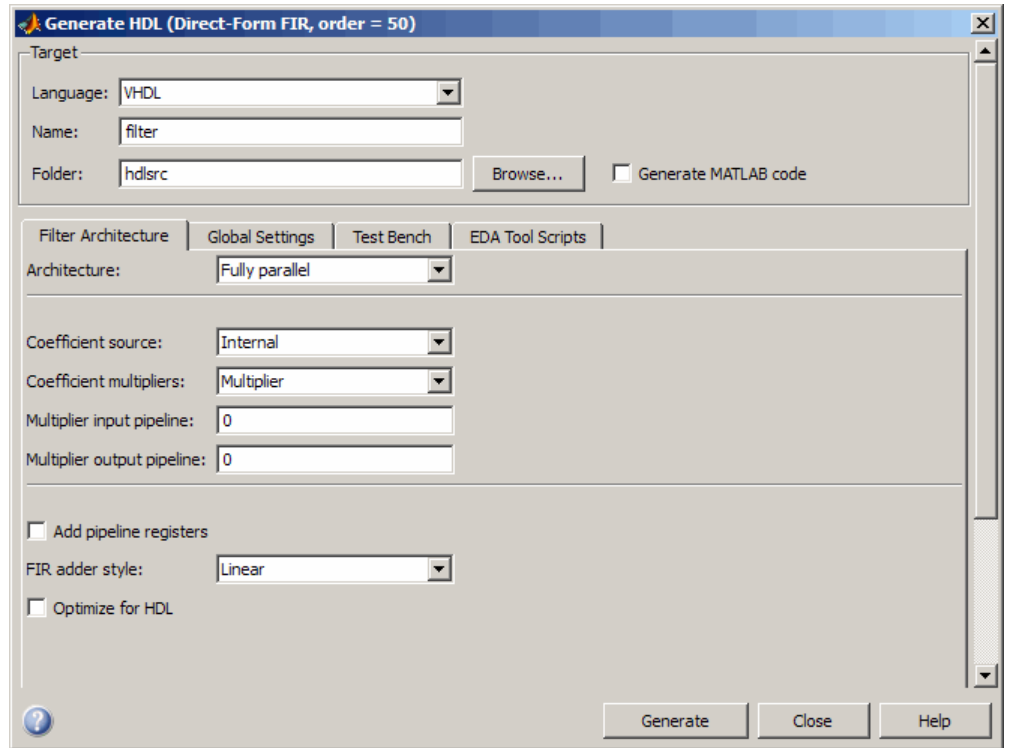 Generate HDL (Direct-Form FIR, order = 50)
Target
Language: VHDL
Name: filter
Folder: hdlsrc Browse... Generate MATLAB code
Filter Architecture Global Settings Test Bench EDA Tool Scripts
Architecture: Fully parallel
Coefficient source: Internal
Coefficient multipliers: Multiplier
Multiplier input pipeline: 0
Multiplier output pipeline: 0
Add pipeline registers
FIR adder style: Linear
Optimize for HDL
? Generate Close Help